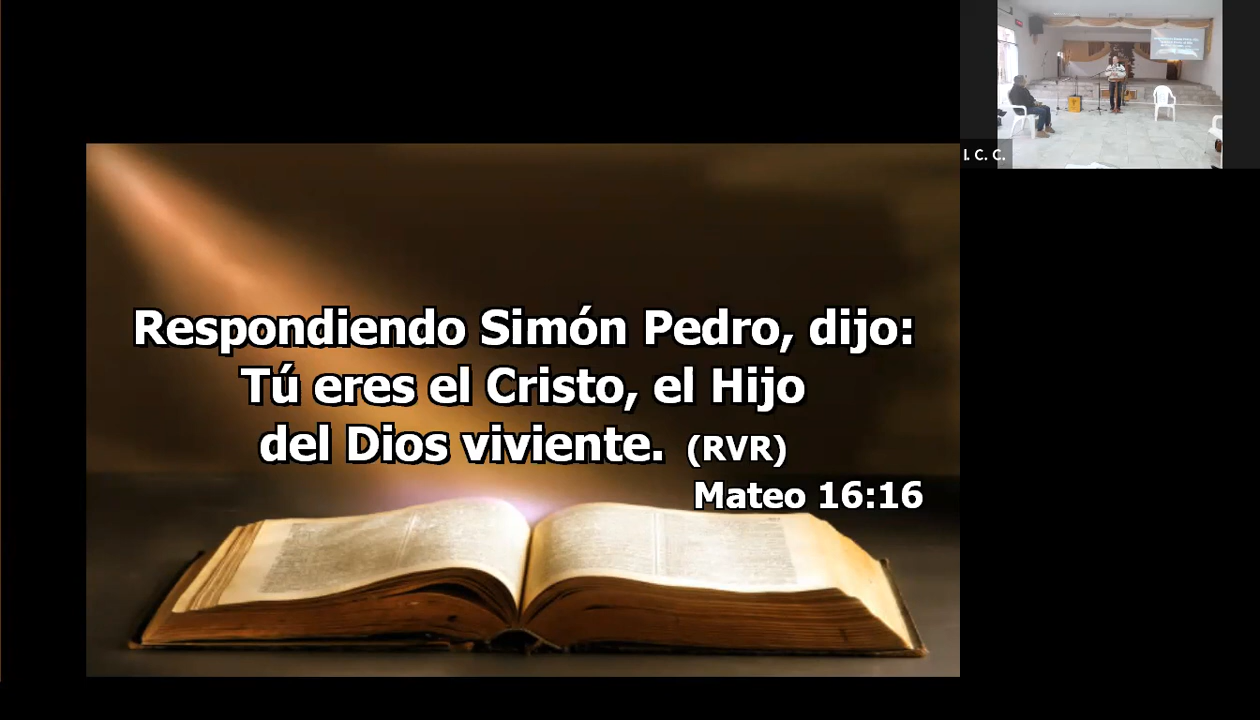 Respondiendo Simón Pedro, dijo:
Tú eres el Cristo, el Hijo
del Dios viviente. (RVR)
Mateo 16:16
I. C. C.